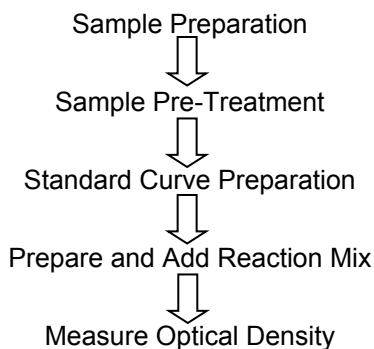 Sample Preparation
Sample Pre-Treatment
Standard Curve Preparation
Prepare and Add Reaction Mix
Measure Optical Density